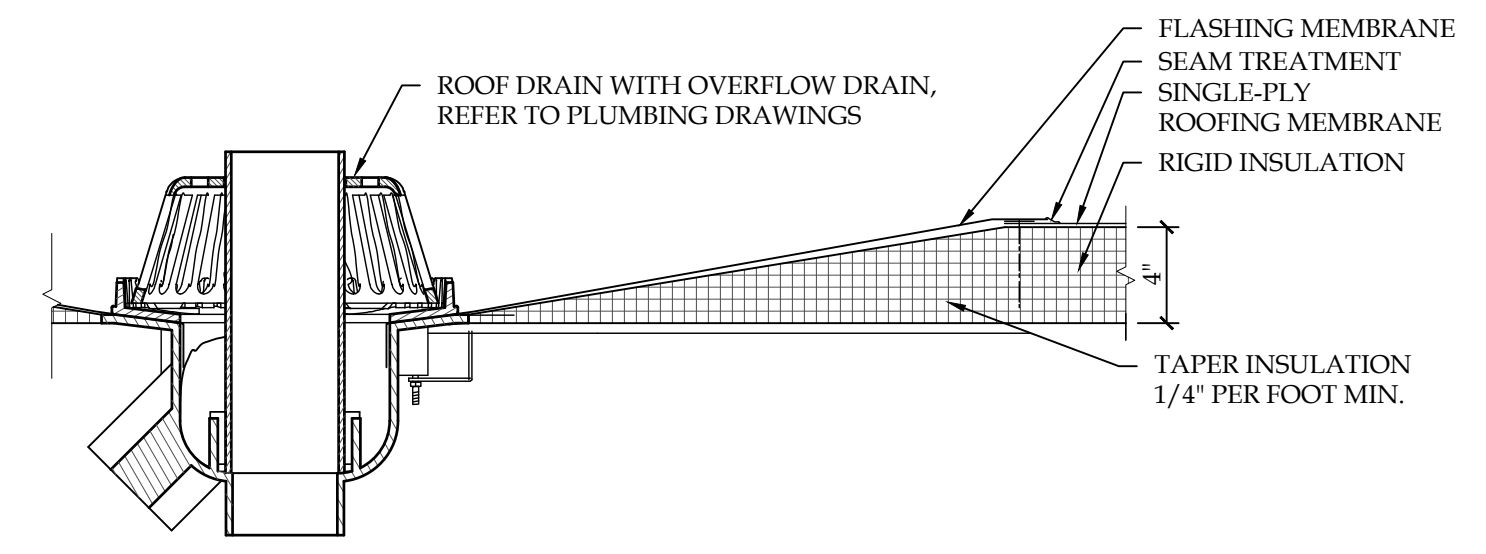 FLASHING MEMBRANE
SEAM TREATMENT
SINGLE-PLY
ROOFING MEMBRANE
RIGID INSULATION
ROOF DRAIN WITH OVERFLOW DRAIN,
REFER TO PLUMBING DRAWINGS
4"
TAPER INSULATION
1/4" PER FOOT MIN.